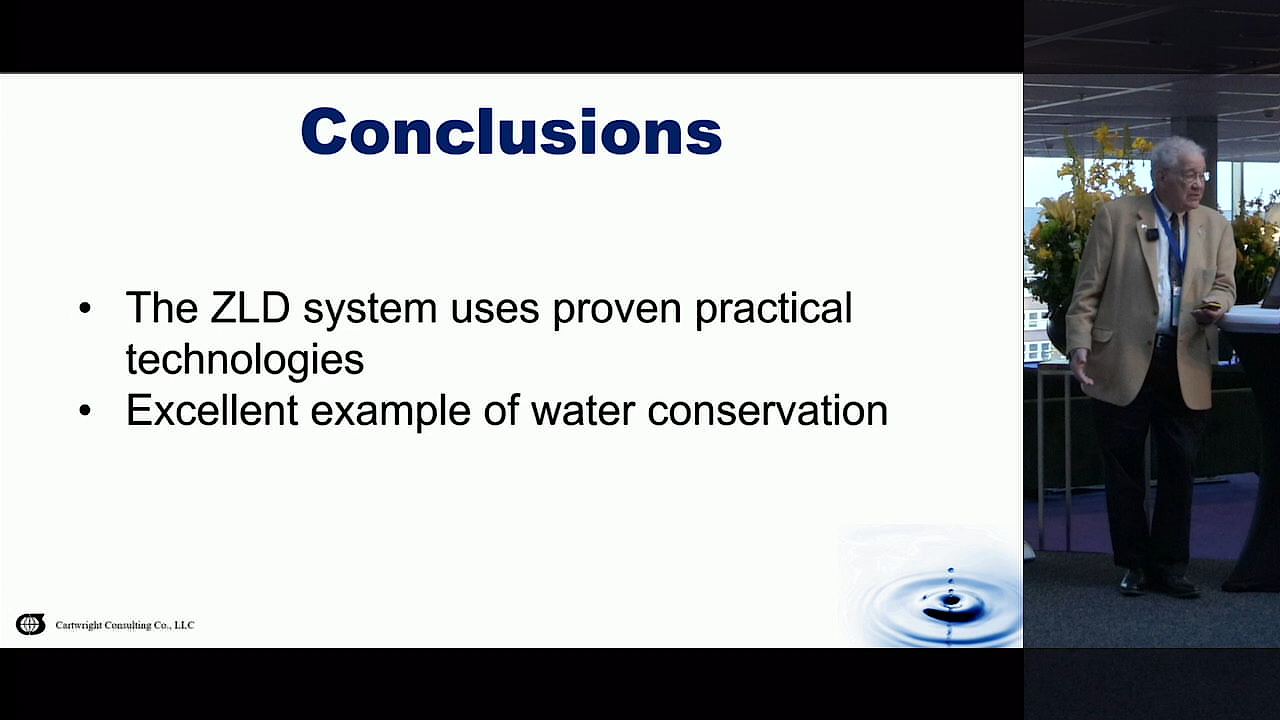 Conclusions
• The ZLD system uses proven practical
technologies
• Excellent example of water conservation
Cartwright Consulting Co., LLC